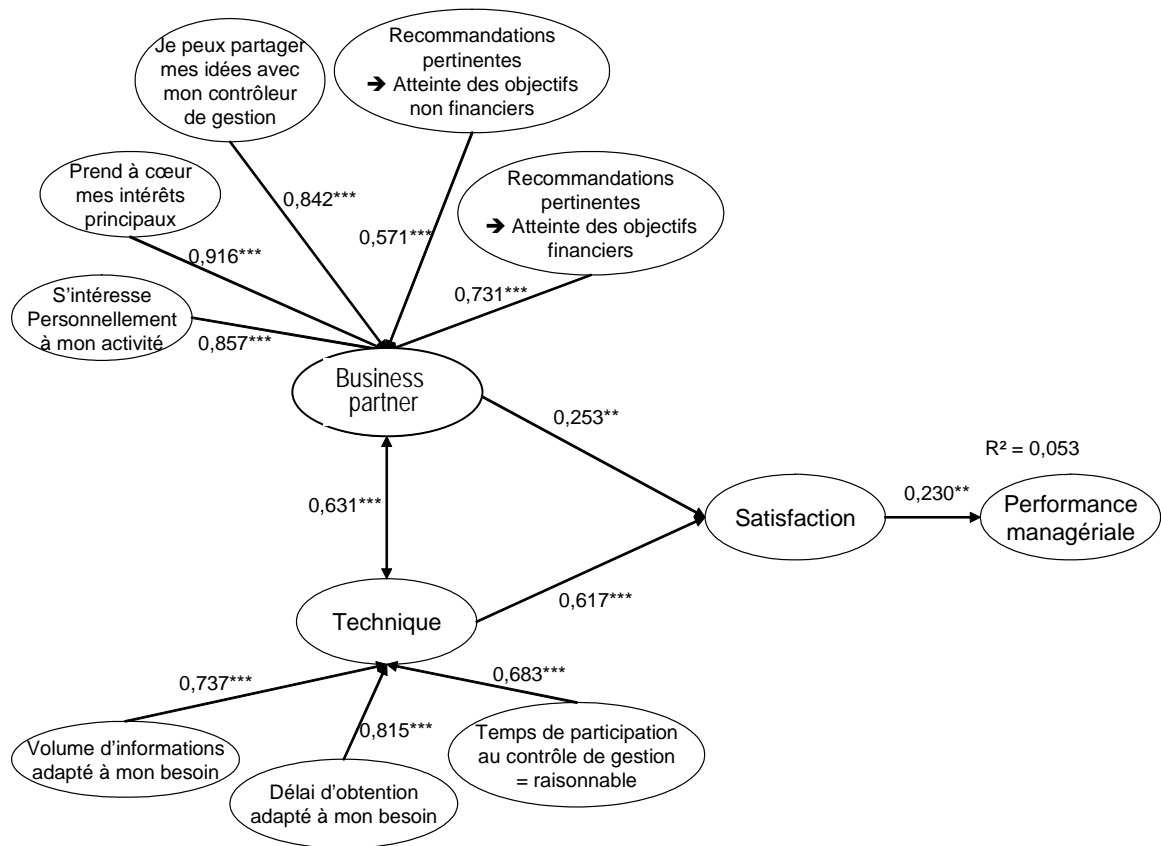 Je peux partager
mes idées avec
mon contrôleur
de gestion
Recommandations
pertinentes
➔ Atteinte des objectifs
non financiers
Prend à cœur
mes intérêts
principaux
Recommandations
pertinentes
➔ Atteinte des objectifs
financiers
0,842***
0,571***
0,916***
0,731***
S’intéresse
Personnellement
à mon activité
0,857***
Business
partner
0,253**
R² = 0,053
0,631***
Satisfaction
0,230**
Performance
managériale
0,617***
Technique
0,737***
0,683***
0,815***
Volume d’informations
adapté à mon besoin
Temps de participation
au contrôle de gestion
= raisonnable
Délai d’obtention
adapté à mon besoin